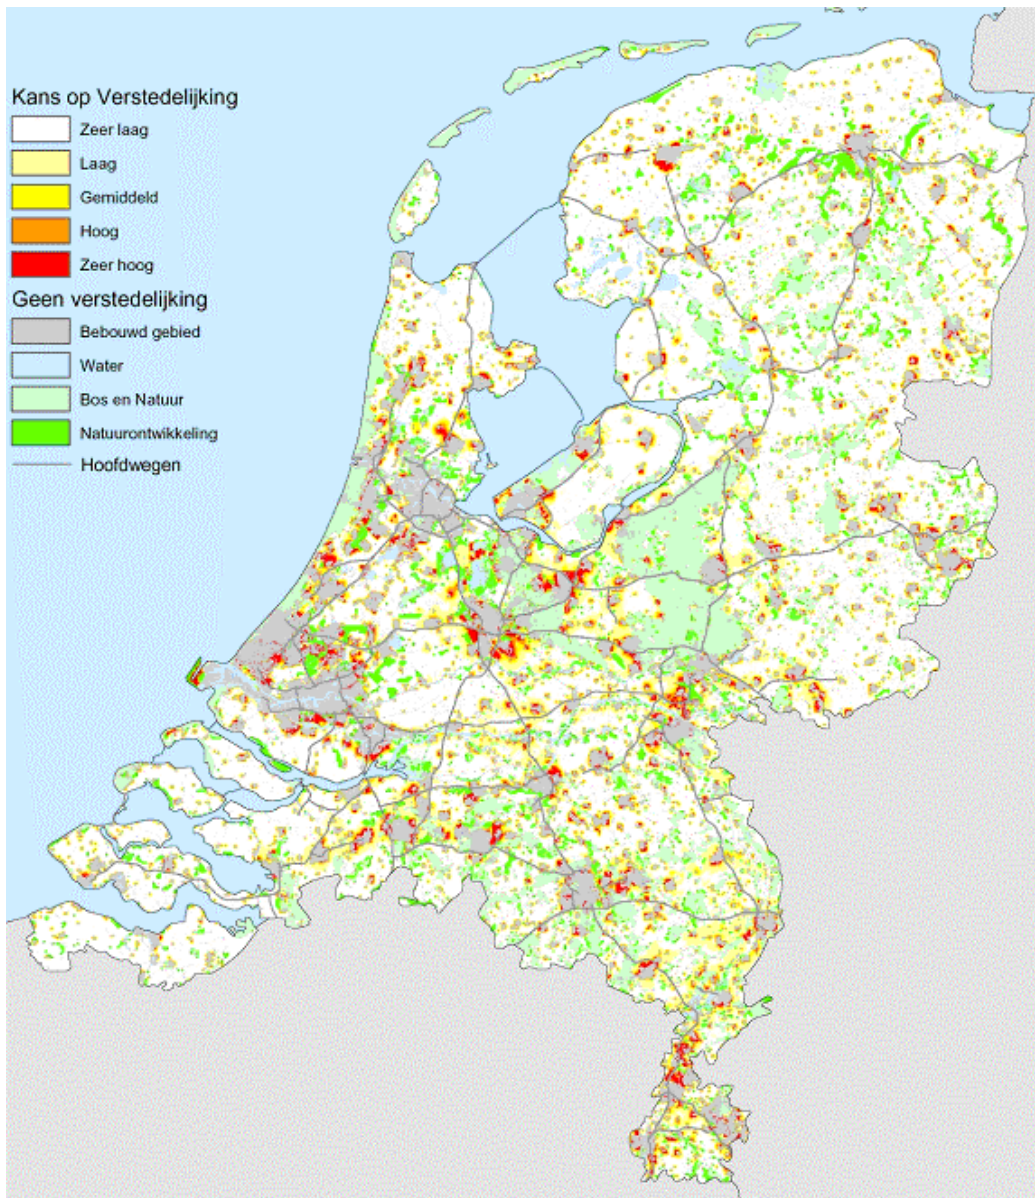 Kans op Verstedelijking
Zeer laag
Laag
Gemiddeld
Hoog
Zeer hoog
Geen verstedelijking
Bebouwd gebied
Water
Bos en Natuur
Natuurontwikkeling
Hoofdwegen